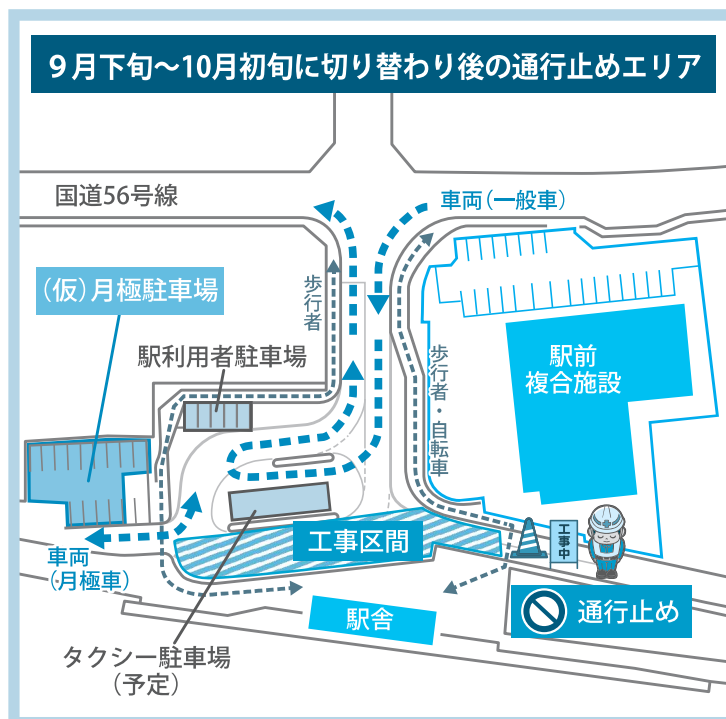 ９月下旬～10月初旬に切り替わり後の通行止めエリア
国道56号線
車両（一般車）
（仮）月極駐車場
歩行者
駅利用者駐車場
歩行者・自転車
駅前
複合施設
工事区間
工事中
車両
（月極車）
通行止め
駅舎
タクシー駐車場
（予定）